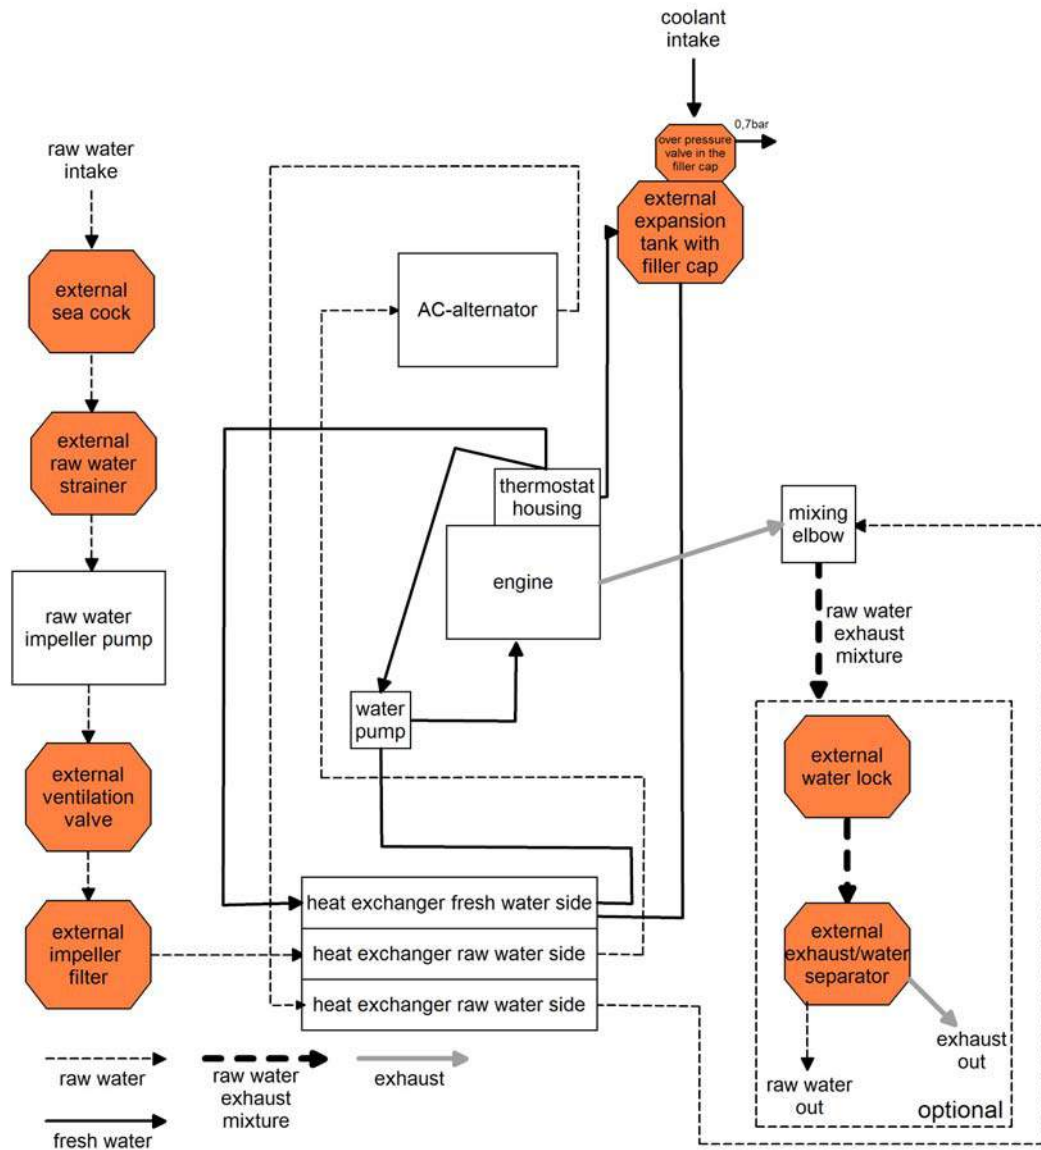 coolant
intake
0,7bar
over pressure
valve in the
filler cap
raw water
intake
external
expansion
tank with
filler cap
external
sea cock
AC-alternator
external
raw water
strainer
thermostat
housing
mixing
elbow
engine
raw water
impeller pump
raw water
exhaust
mixture
water
pump
external
ventilation
valve
external
water lock
heat exchanger fresh water side
external
impeller
filter
heat exchanger raw water side
external
exhaust/water
separator
heat exchanger raw water side
exhaust
out
raw water
raw water
exhaust
mixture
exhaust
raw water
out
optional
fresh water